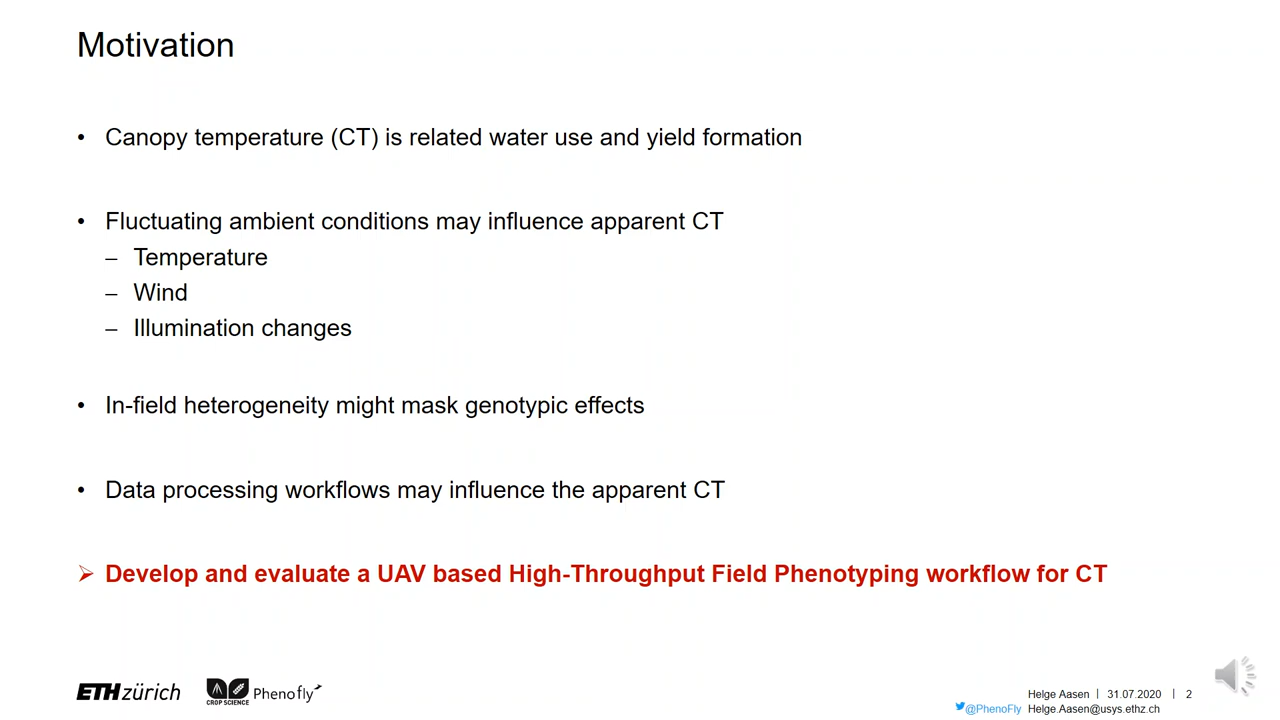 Motivation
• Canopy temperature (CT) is related water use and yield formation
• Fluctuating ambient conditions may influence apparent CT
– Temperature
– Wind
– Illumination changes
• In-field heterogeneity might mask genotypic effects
• Data processing workflows may influence the apparent CT
➢ Develop and evaluate a UAV based High-Throughput Field Phenotyping workflow for CT
ETH zürich CROP SCIENCE Phenofly
Helge Aasen | 31.07.2020 | 2
@PhenoFly Helge.Aasen@usys.ethz.ch